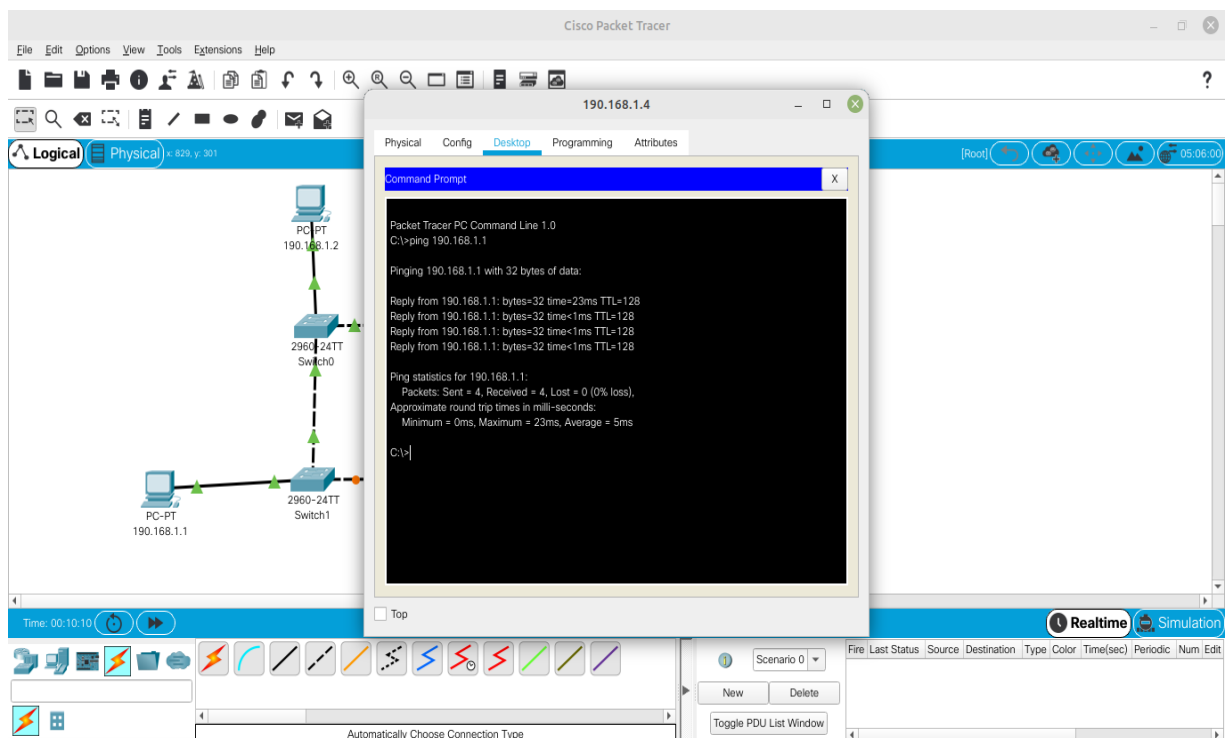 Cisco Packet Tracer
File Edit Options View Tools Extensions Help
?
190.168.1.4
Physical Config Desktop Programming Attributes
Logical Physical x: 829, y: 301
[Root] 05:06:00
Command Prompt X
Packet Tracer PC Command Line 1.0
C:\>ping 190.168.1.1
Pinging 190.168.1.1 with 32 bytes of data:
Reply from 190.168.1.1: bytes=32 time=23ms TTL=128
Reply from 190.168.1.1: bytes=32 time<1ms TTL=128
Reply from 190.168.1.1: bytes=32 time<1ms TTL=128
Reply from 190.168.1.1: bytes=32 time<1ms TTL=128
Ping statistics for 190.168.1.1:
Packets: Sent = 4, Received = 4, Lost = 0 (0% loss),
Approximate round trip times in milli-seconds:
Minimum = 0ms, Maximum = 23ms, Average = 5ms
C:\>
PC-PT
190.168.1.2
2960-24TT
Switch0
2960-24TT
Switch1
PC-PT
190.168.1.1
Top
Time: 00:10:10
Realtime Simulation
Scenario 0
New Delete
Toggle PDU List Window
Fire Last Status Source Destination Type Color Time(sec) Periodic Num Edit
Automatically Choose Connection Type